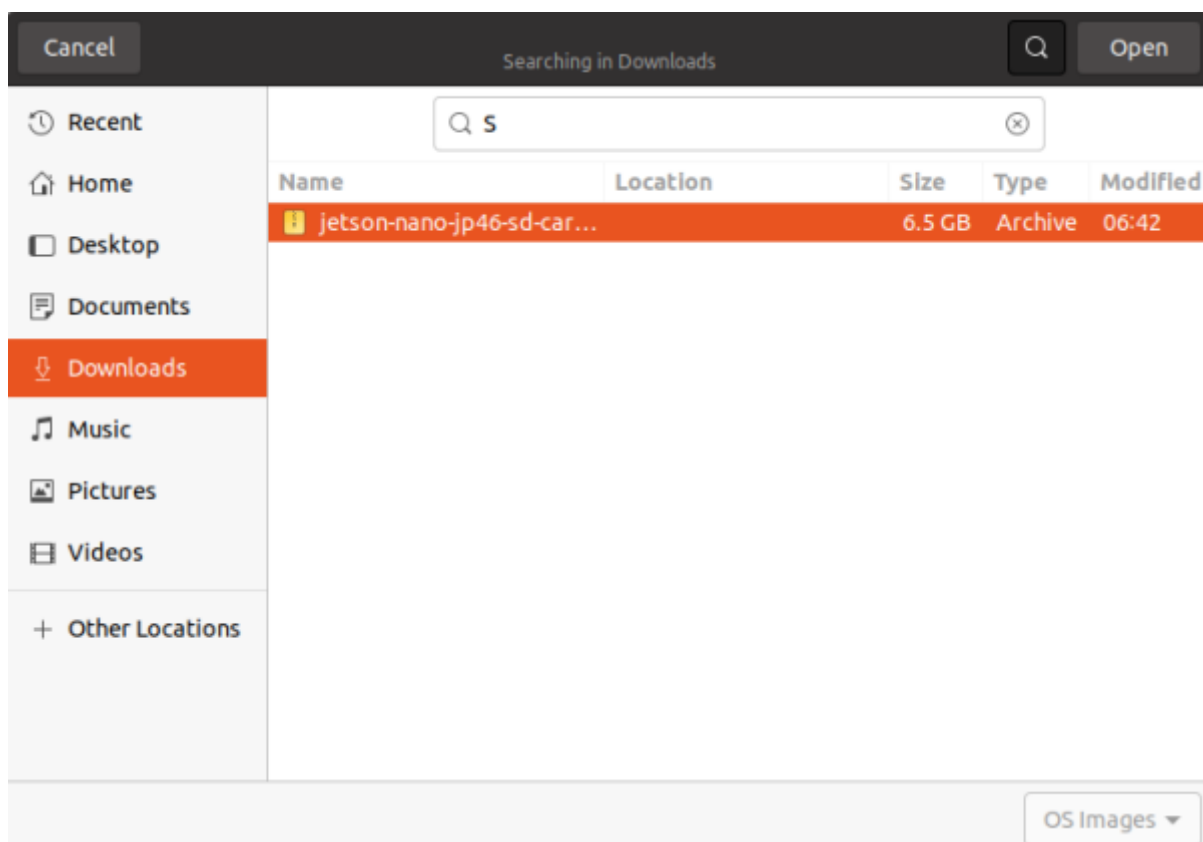 Cancel
Searching in Downloads
Open
Recent
Home
Desktop
Documents
Downloads
Music
Pictures
Videos
Other Locations
S
Name Location Size Type Modified
jetson-nano-jp46-sd-car... 6.5 GB Archive 06:42
OS Images